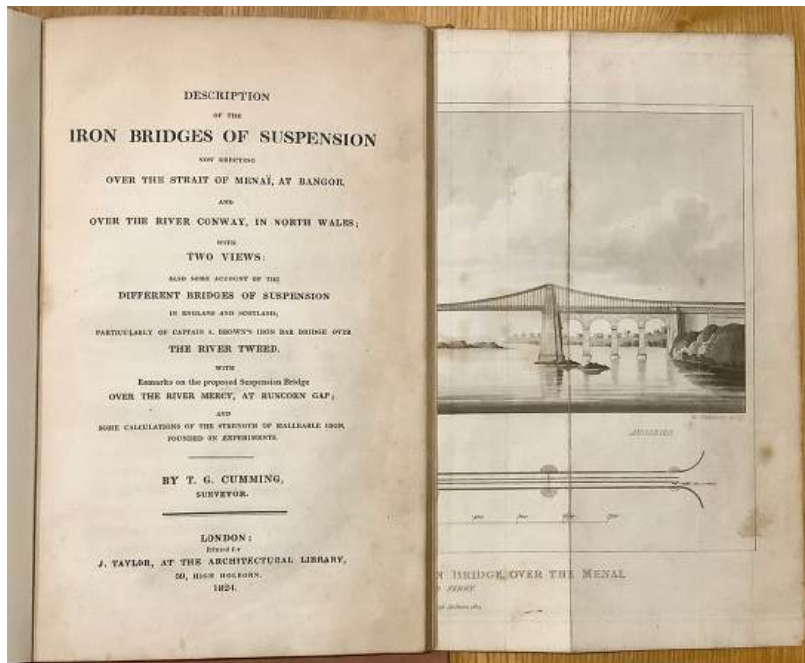 DESCRIPTION
OF THE
IRON BRIDGES OF SUSPENSION
NOW ERECTING
OVER THE STRAIT OF MENAÏ, AT BANGOR,
AND
OVER THE RIVER CONWAY, IN NORTH WALES;
WITH
TWO VIEWS:
ALSO SOME ACCOUNT OF THE
DIFFERENT BRIDGES OF SUSPENSION
IN ENGLAND AND SCOTLAND;
PARTICULARLY OF CAPTAIN S. BROWN'S IRON BAR BRIDGE OVER
THE RIVER TWEED.
WITH
Remarks on the proposed Suspension Bridge
OVER THE RIVER MERCY, AT RUNCORN GAP;
AND
SOME CALCULATIONS OF THE STRENGTH OF MALLEABLE IRON,
FOUNDED ON EXPERIMENTS.
BY T. G. CUMMING,
SURVEYOR.
LONDON:
Printed for
J. TAYLOR, AT THE ARCHITECTURAL LIBRARY,
59, HIGH HOLBORN.
1824.
ANGLESEA
N BRIDGE, OVER THE MENAI,
FERRY